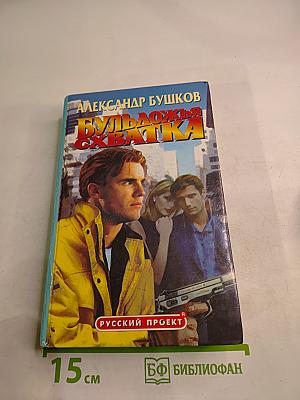 АЛЕКСАНДР БУШКОВ
БУЛЬДОЖЬЯ
СХВАТКА
РУССКИЙ ПРОЕКТ®
15 см
БФ БИБЛИОФАН